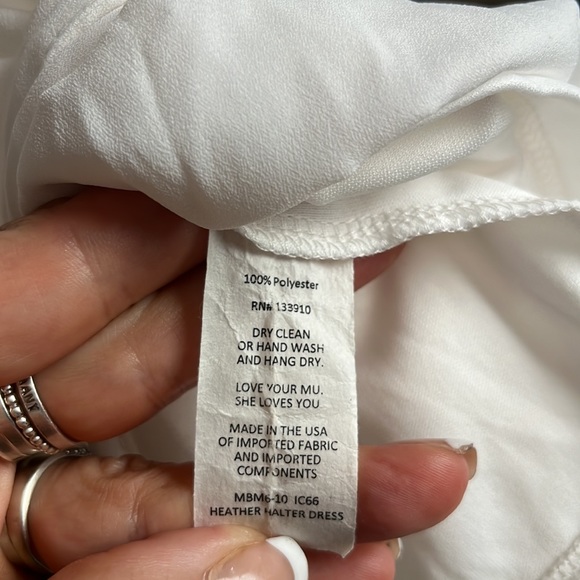 100% Polyester
RN# 133910
DRY CLEAN
OR HAND WASH
AND HANG DRY.
LOVE YOUR MU.
SHE LOVES YOU
MADE IN THE USA
OF IMPORTED FABRIC
AND IMPORTED
COMPONENTS
MBM6-10 IC66
HEATHER HALTER DRESS